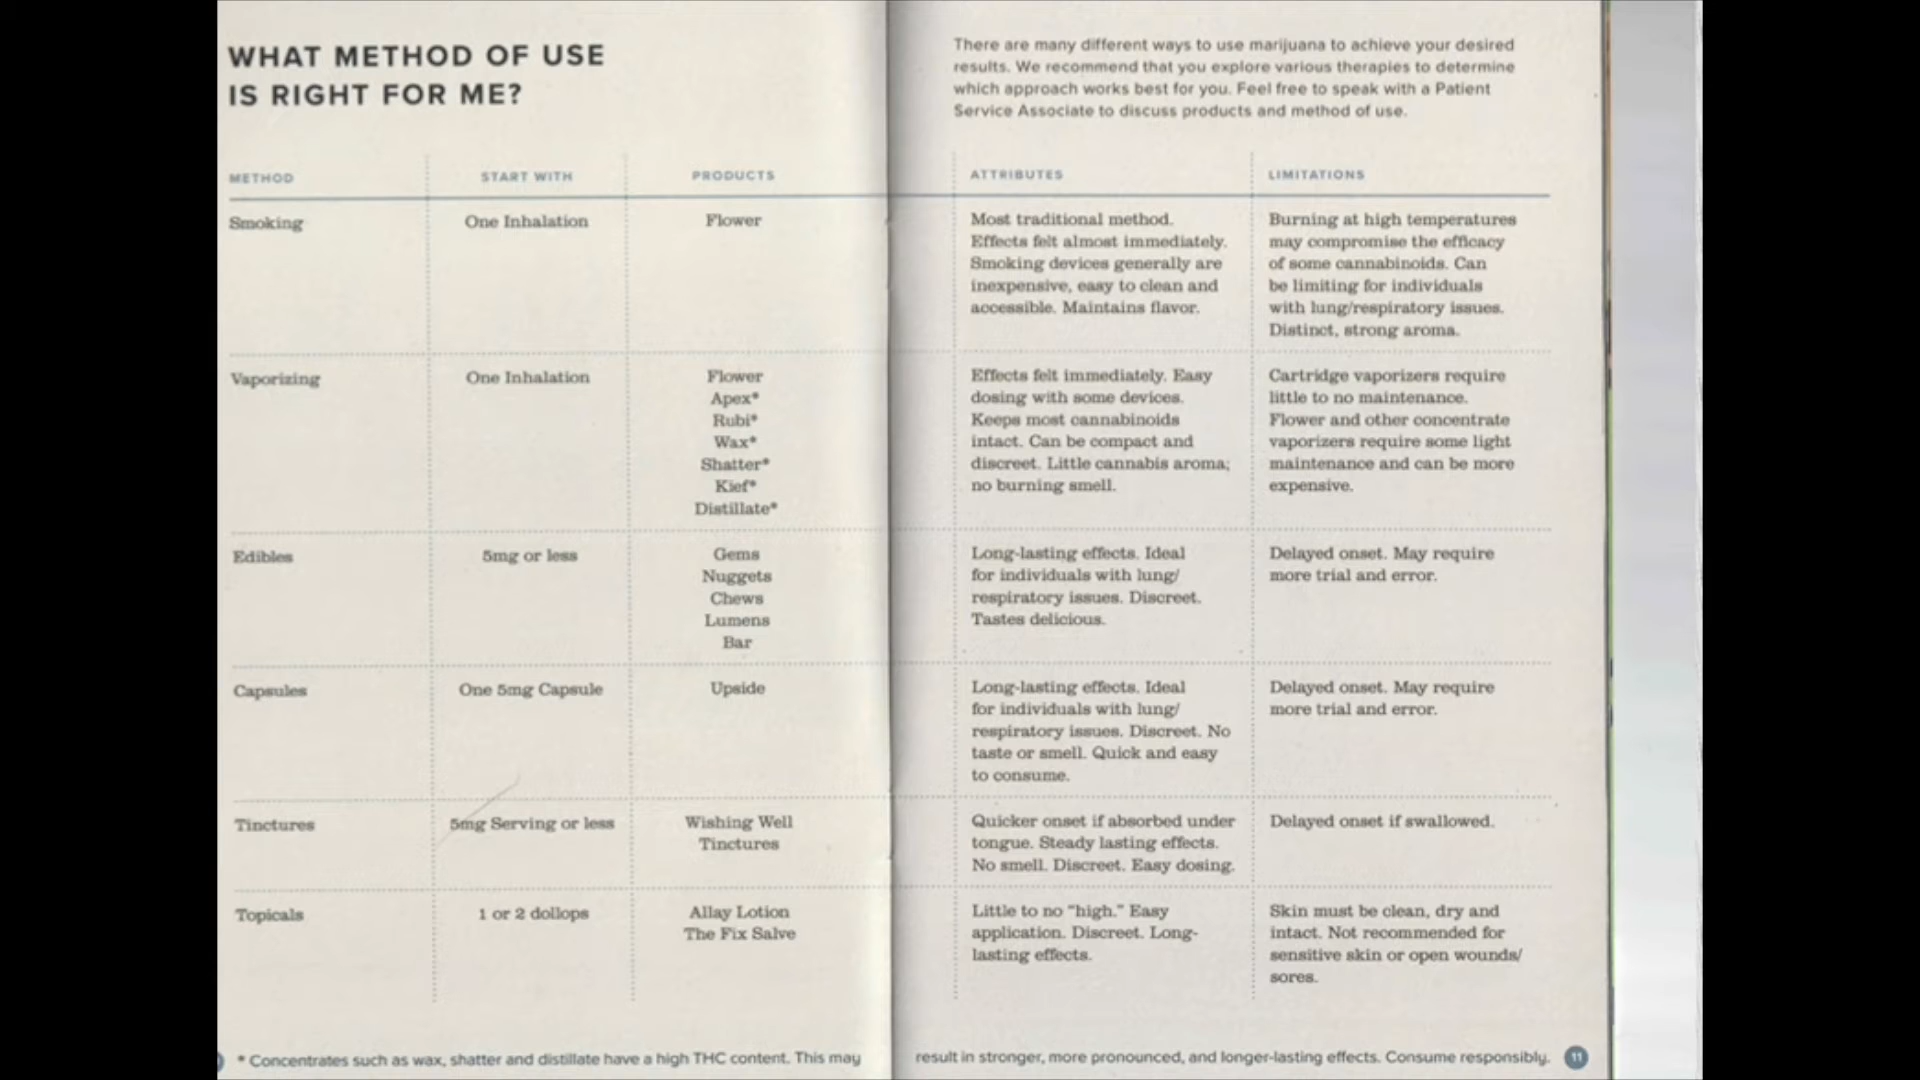 WHAT METHOD OF USE
IS RIGHT FOR ME?
There are many different ways to use marijuana to achieve your desired
results. We recommend that you explore various therapies to determine
which approach works best for you. Feel free to speak with a Patient
Service Associate to discuss products and method of use.
METHOD START WITH PRODUCTS ATTRIBUTES LIMITATIONS
Smoking
One Inhalation
Flower
Most traditional method.
Effects felt almost immediately.
Smoking devices generally are
inexpensive, easy to clean and
accessible. Maintains flavor.
Burning at high temperatures
may compromise the efficacy
of some cannabinoids. Can
be limiting for individuals
with lung/respiratory issues.
Distinct, strong aroma.
Vaporizing
One Inhalation
Flower
Apex*
Rubi*
Wax*
Shatter*
Kief*
Distillate*
Effects felt immediately. Easy
dosing with some devices.
Keeps most cannabinoids
intact. Can be compact and
discreet. Little cannabis aroma;
no burning smell.
Cartridge vaporizers require
little to no maintenance.
Flower and other concentrate
vaporizers require some light
maintenance and can be more
expensive.
Edibles
5mg or less
Gems
Nuggets
Chews
Lumens
Bar
Long-lasting effects. Ideal
for individuals with lung/
respiratory issues. Discreet.
Tastes delicious.
Delayed onset. May require
more trial and error.
Capsules
One 5mg Capsule
Upside
Long-lasting effects. Ideal
for individuals with lung/
respiratory issues. Discreet. No
taste or smell. Quick and easy
to consume.
Delayed onset. May require
more trial and error.
Tinctures
5mg Serving or less
Wishing Well
Tinctures
Quicker onset if absorbed under
tongue. Steady lasting effects.
No smell. Discreet. Easy dosing.
Delayed onset if swallowed.
Topicals
1 or 2 dollops
Allay Lotion
The Fix Salve
Little to no "high." Easy
application. Discreet. Long-
lasting effects.
Skin must be clean, dry and
intact. Not recommended for
sensitive skin or open wounds/
sores.
* Concentrates such as wax, shatter and distillate have a high THC content. This may result in stronger, more pronounced, and longer-lasting effects. Consume responsibly. 11